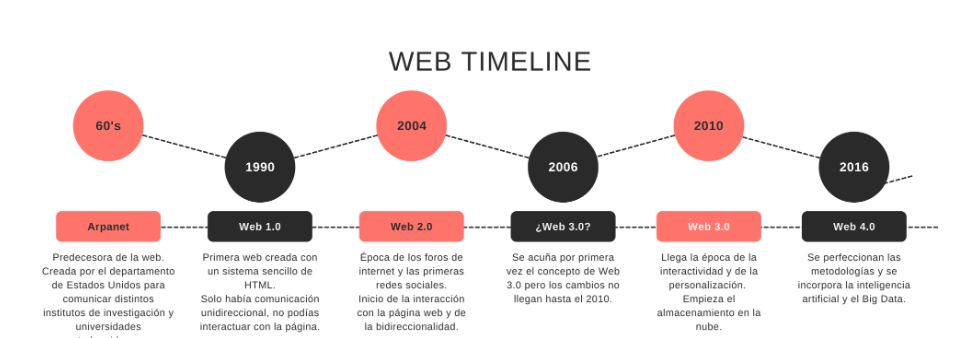 WEB TIMELINE
60's
1990
2004
2006
2010
2016
Arpanet
Web 1.0
Web 2.0
¿Web 3.0?
Web 3.0
Web 4.0
Predecesora de la web.
Creada por el departamento
de Estados Unidos para
comunicar distintos
institutos de investigación y
universidades
Primera web creada con
un sistema sencillo de
HTML.
Solo había comunicación
unidireccional, no podías
interactuar con la página.
Época de los foros de
internet y las primeras
redes sociales.
Inicio de la interacción
con la página web y de
la bidireccionalidad.
Se acuña por primera
vez el concepto de Web
3.0 pero los cambios no
llegan hasta el 2010.
Llega la época de la
interactividad y de la
personalización.
Empieza el
almacenamiento en la
nube.
Se perfeccionan las
metodologías y se
incorpora la inteligencia
artificial y el Big Data.